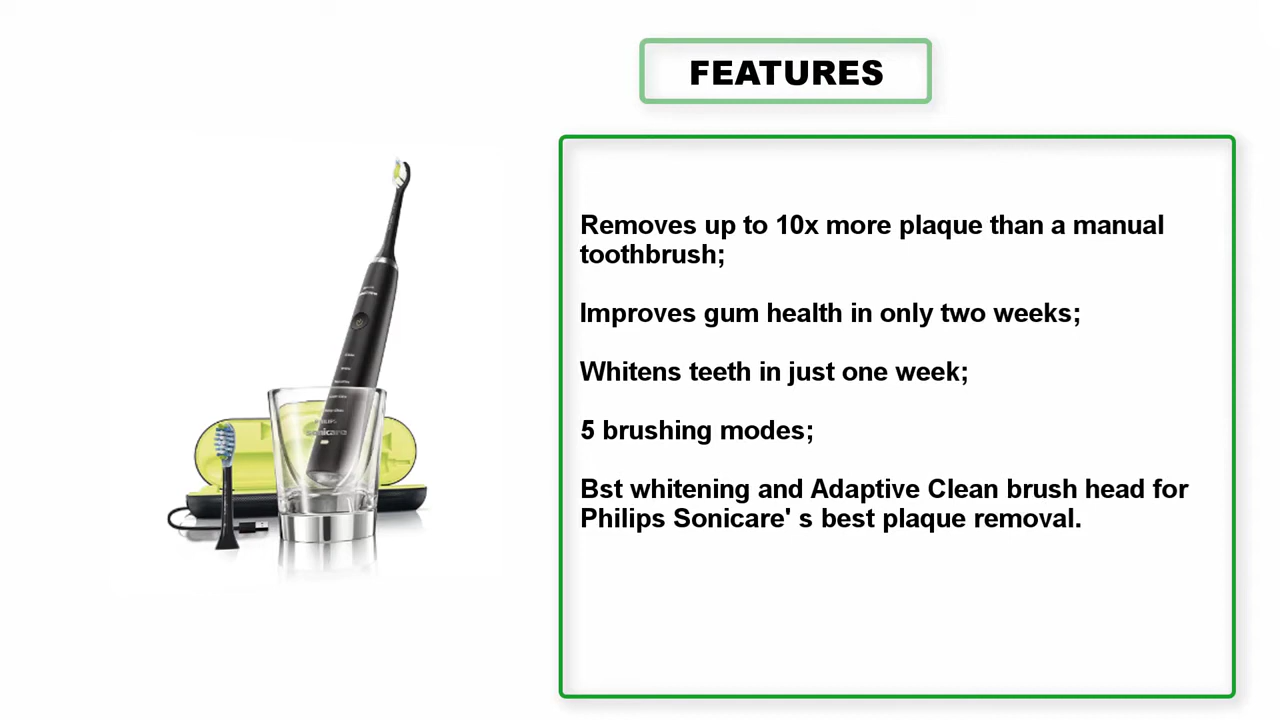 FEATURES
Removes up to 10x more plaque than a manual
toothbrush;
Improves gum health in only two weeks;
Whitens teeth in just one week;
5 brushing modes;
Bst whitening and Adaptive Clean brush head for
Philips Sonicare' s best plaque removal.
PHILIPS
sonicare